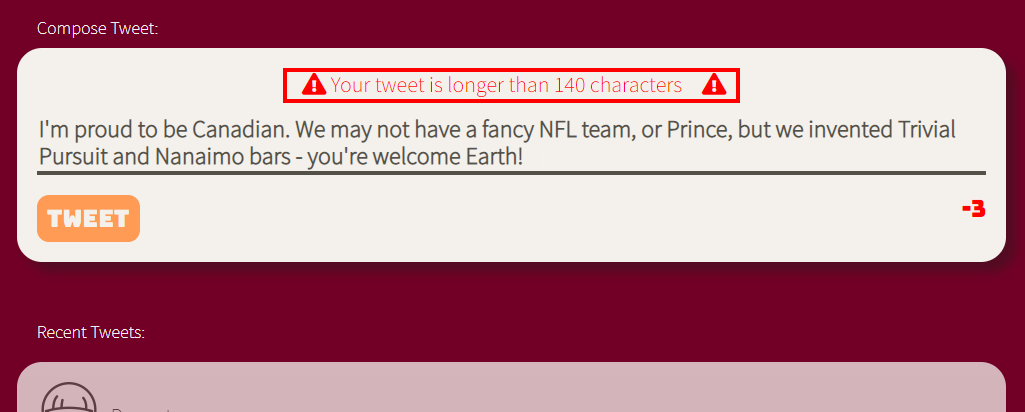 Compose Tweet:
Your tweet is longer than 140 characters
I'm proud to be Canadian. We may not have a fancy NFL team, or Prince, but we invented Trivial
Pursuit and Nanaimo bars - you're welcome Earth!
TWEET
-3
Recent Tweets: